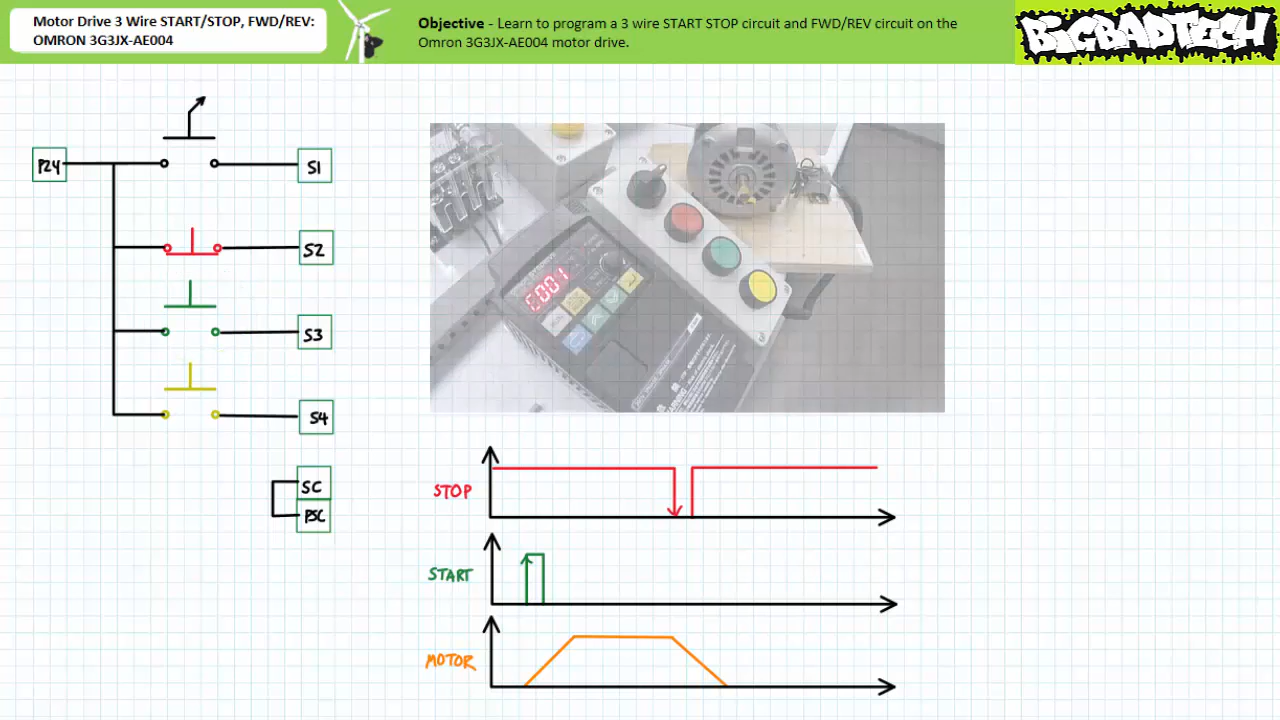 Motor Drive 3 Wire START/STOP, FWD/REV:
OMRON 3G3JX-AE004
Objective - Learn to program a 3 wire START STOP circuit and FWD/REV circuit on the
Omron 3G3JX-AE004 motor drive.
BIGBADTECH
P24
S1
S2
S3
S4
SC
PSC
C001
STOP
START
MOTOR